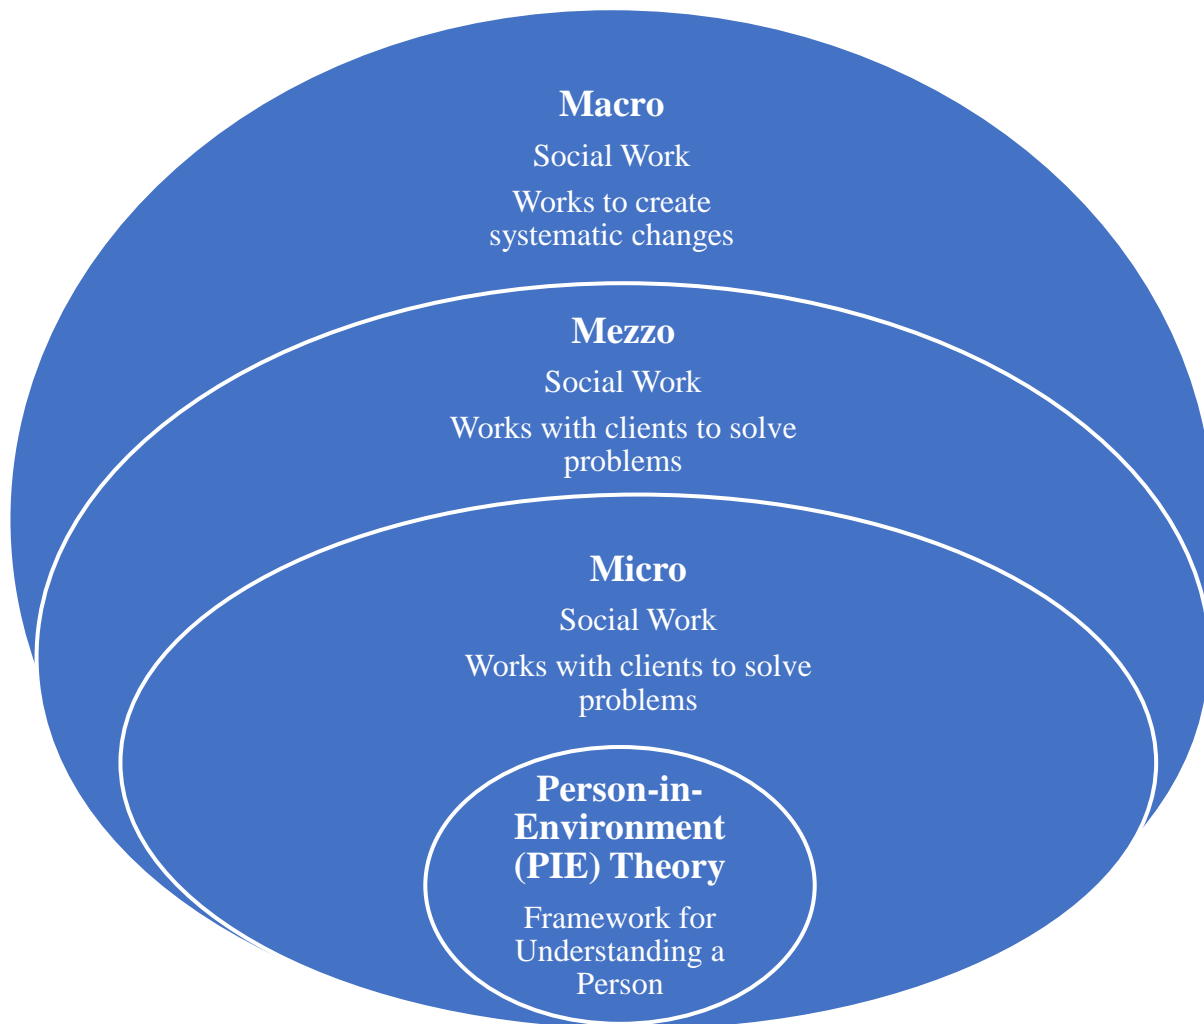 Macro
Social Work
Works to create
systematic changes
Mezzo
Social Work
Works with clients to solve
problems
Micro
Social Work
Works with clients to solve
problems
Person-in-
Environment
(PIE) Theory
Framework for
Understanding a
Person